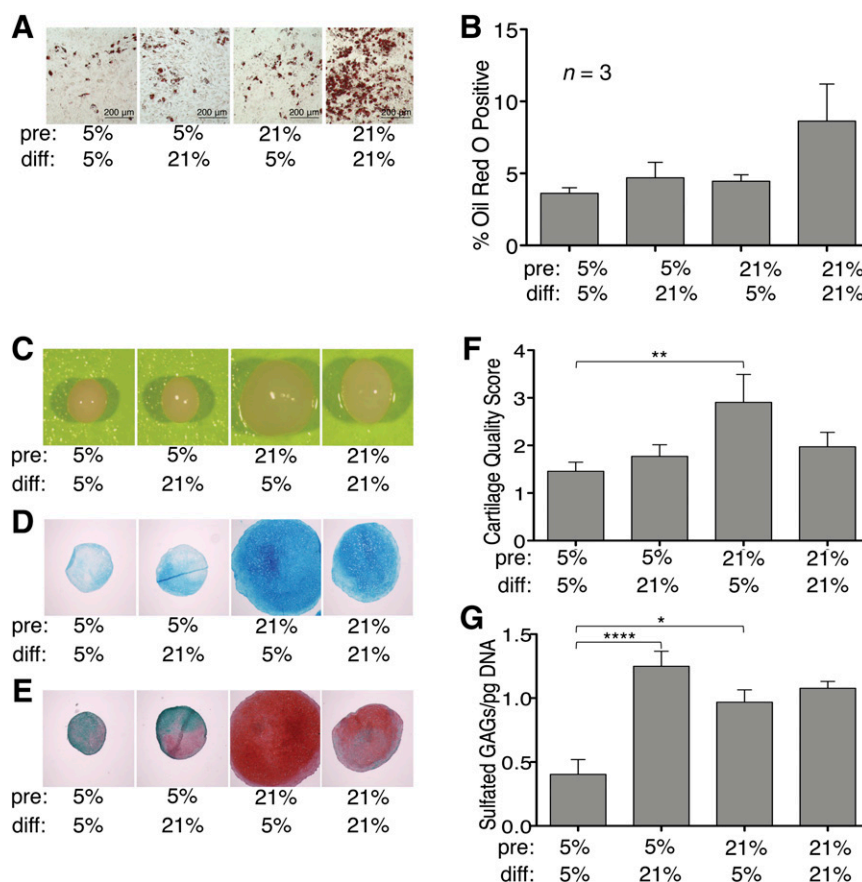 A
200 μm 200 μm 200 μm 200 μm
pre: 5% 5% 21% 21%
diff: 5% 21% 5% 21%
B
% Oil Red O Positive
15
10
5
0
n = 3
pre: 5% 5% 21% 21%
diff: 5% 21% 5% 21%
C
pre: 5% 5% 21% 21%
diff: 5% 21% 5% 21%
D
pre: 5% 5% 21% 21%
diff: 5% 21% 5% 21%
E
pre: 5% 5% 21% 21%
diff: 5% 21% 5% 21%
F
Cartilage Quality Score
4
3
2
1
0
**
pre: 5% 5% 21% 21%
diff: 5% 21% 5% 21%
G
Sulfated GAGs/pg DNA
1.5
1.0
0.5
0.0
*
****
pre: 5% 5% 21% 21%
diff: 5% 21% 5% 21%